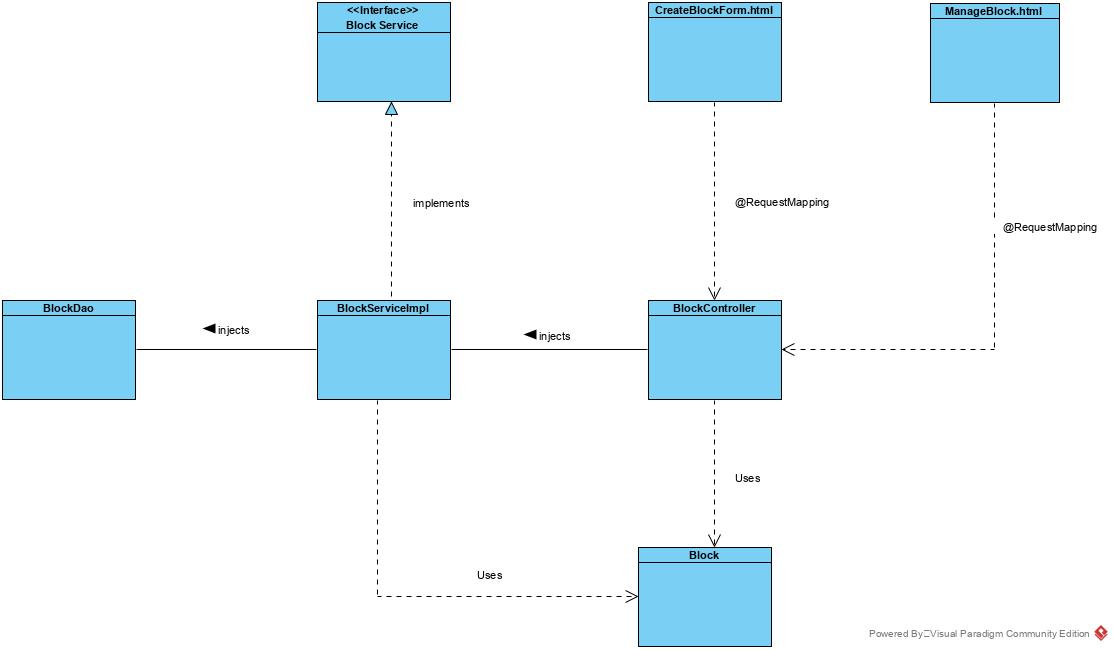 <<Interface>>
Block Service
CreateBlockForm.html
ManageBlock.html
implements
@RequestMapping
@RequestMapping
BlockDao
BlockServiceImpl
BlockController
injects
injects
Uses
Uses
Block
Powered By Visual Paradigm Community Edition